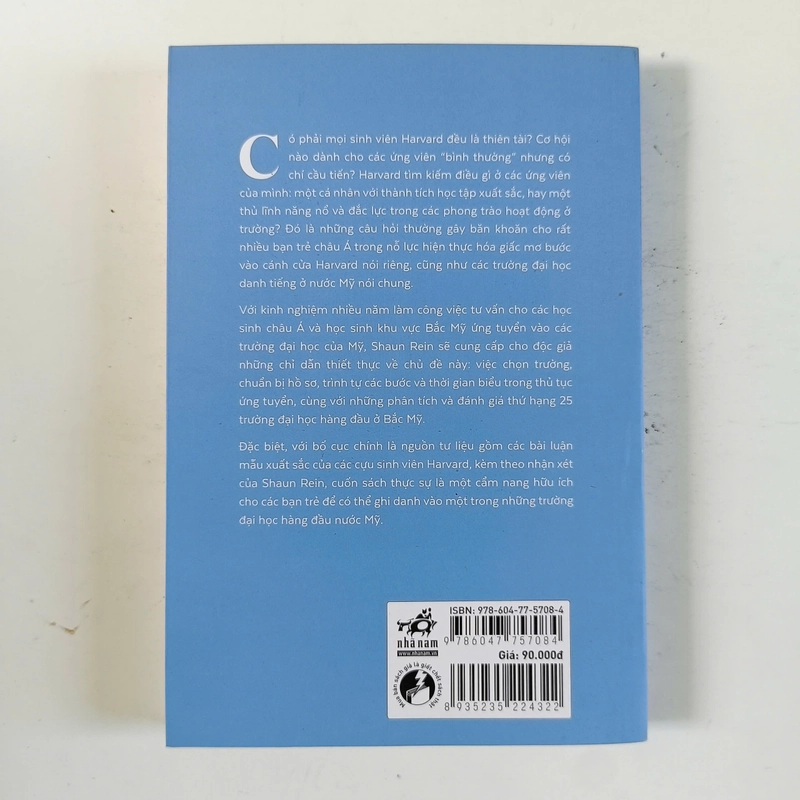 Có phải mọi sinh viên Harvard đều là thiên tài? Cơ hội
nào dành cho các ứng viên "bình thường" nhưng có
chí cầu tiến? Harvard tìm kiếm điều gì ở các ứng viên
của mình: một cá nhân với thành tích học tập xuất sắc, hay một
thủ lĩnh năng nổ và đắc lực trong các phong trào hoạt động ở
trường? Đó là những câu hỏi thường gây băn khoăn cho rất
nhiều bạn trẻ châu Á trong nỗ lực hiện thực hóa giấc mơ bước
vào cánh cửa Harvard nói riêng, cũng như các trường đại học
danh tiếng ở nước Mỹ nói chung.
Với kinh nghiệm nhiều năm làm công việc tư vấn cho các học
sinh châu Á và học sinh khu vực Bắc Mỹ ứng tuyển vào các
trường đại học của Mỹ, Shaun Rein sẽ cung cấp cho độc giả
những chỉ dẫn thiết thực về chủ đề này: việc chọn trường,
chuẩn bị hồ sơ, trình tự các bước và thời gian biểu trong thủ tục
ứng tuyển, cùng với những phân tích và đánh giá thứ hạng 25
trường đại học hàng đầu ở Bắc Mỹ.
Đặc biệt, với bố cục chính là nguồn tư liệu gồm các bài luận
mẫu xuất sắc của các cựu sinh viên Harvard, kèm theo nhận xét
của Shaun Rein, cuốn sách thực sự là một cẩm nang hữu ích
cho các bạn trẻ để có thể ghi danh vào một trong những trường
đại học hàng đầu nước Mỹ.
ISBN: 978-604-77-5708-4
9 786047 757084
nhã nam
www.nhanam.vn
Giá: 90.000đ
Mua bán sách giả là giết chết sách thật
8 935235 224322